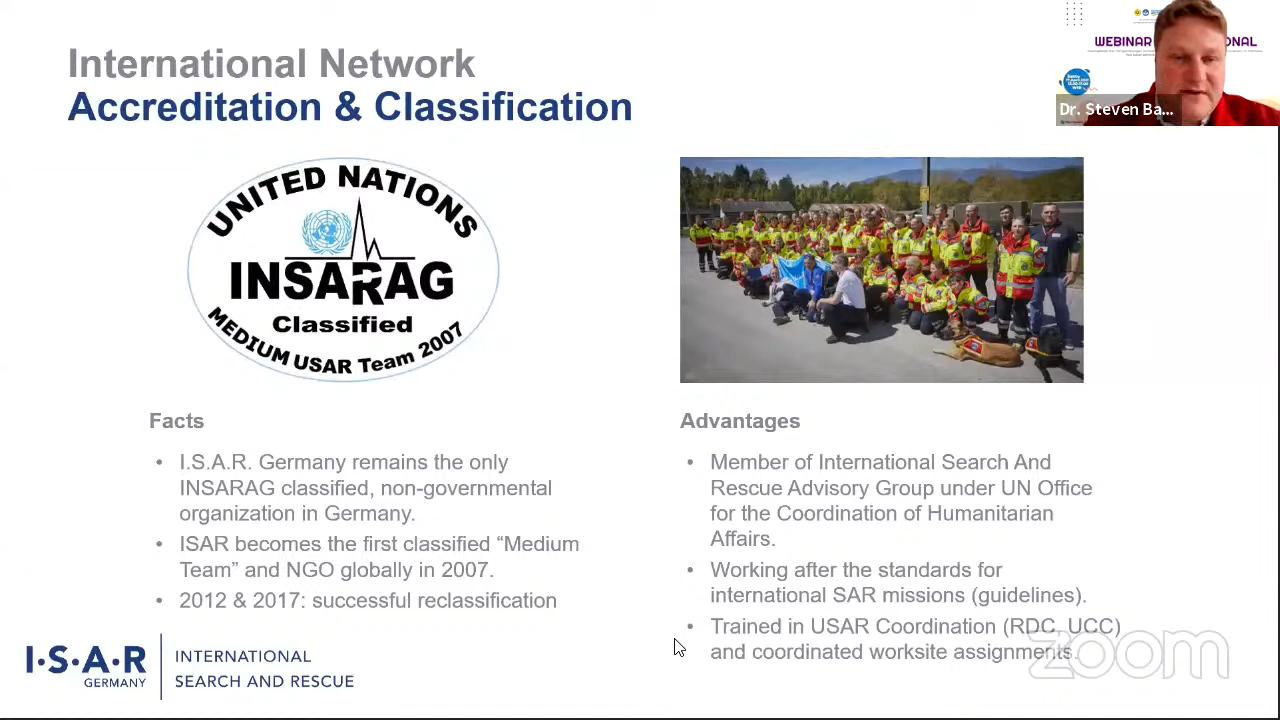 International Network
Accreditation & Classification
WEBINAR
ONAL
Dr. Steven Ba...
UNITED NATIONS
INSARAG
Classified
MEDIUM USAR Team 2007
Facts
• I.S.A.R. Germany remains the only
INSARAG classified, non-governmental
organization in Germany.
• ISAR becomes the first classified “Medium
Team” and NGO globally in 2007.
• 2012 & 2017: successful reclassification
Advantages
• Member of International Search And
Rescue Advisory Group under UN Office
for the Coordination of Humanitarian
Affairs.
• Working after the standards for
international SAR missions (guidelines).
• Trained in USAR Coordination (RDC, UCC)
and coordinated worksite assignments.
zoom
I·S·A·R
GERMANY
INTERNATIONAL
SEARCH AND RESCUE